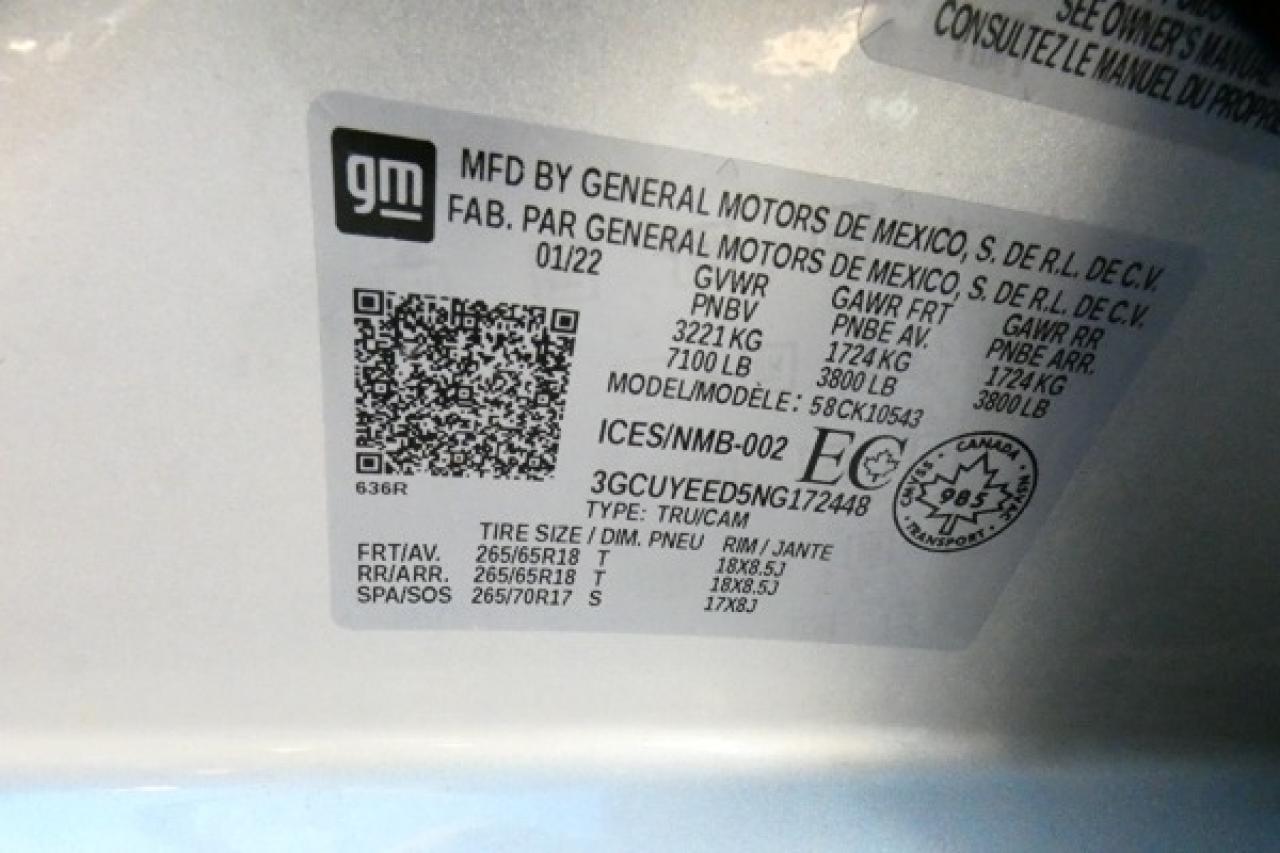 SEE OWNER'S MANUAL
CONSULTEZ LE MANUEL DU
gm
MFD BY GENERAL MOTORS DE MEXICO, S. DE R.L. DE C.V.
FAB. PAR GENERAL MOTORS DE MEXICO, S. DE R.L. DE C.V.
01/22
GVWR GAWR FRT GAWR RR
PNBV PNBE AV. PNBE ARR.
3221 KG 1724 KG 1724 KG
7100 LB 3800 LB 3800 LB
MODEL/MODÈLE: 58CK10543
ICES/NMB-002 EC
3GCUYEED5NG172448
CANADA
CMVSS 985 NSVAC
TRANSPORT
636R
TYPE: TRU/CAM
TIRE SIZE / DIM. PNEU RIM / JANTE
FRT/AV. 265/65R18 T 18X8.5J
RR/ARR. 265/65R18 T 18X8.5J
SPA/SOS 265/70R17 S 17X8J